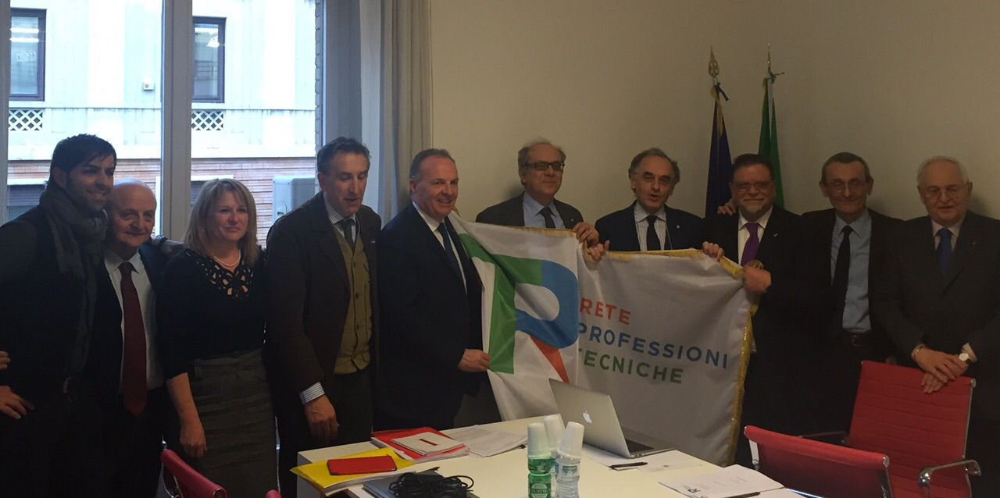 R
RETE
PROFESSIONI
TECNICHE